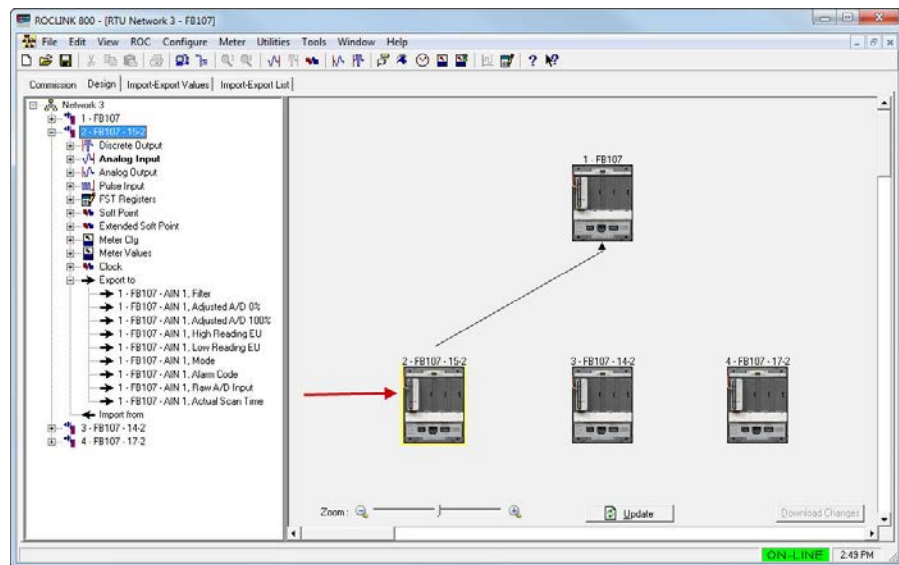 ROCLINK 800 - [RTU Network 3 - FB107]
File Edit View ROC Configure Meter Utilities Tools Window Help
Commission Design Import-Export Values Import-Export List
Network 3
1 - FB107
2 - FB107 - 15-2
Discrete Output
Analog Input
Analog Output
Pulse Input
FST Registers
Soft Point
Extended Soft Point
Meter Cfg
Meter Values
Clock
Export to
1 - FB107 - AIN 1, Filter
1 - FB107 - AIN 1, Adjusted A/D 0%
1 - FB107 - AIN 1, Adjusted A/D 100%
1 - FB107 - AIN 1, High Reading EU
1 - FB107 - AIN 1, Low Reading EU
1 - FB107 - AIN 1, Mode
1 - FB107 - AIN 1, Alarm Code
1 - FB107 - AIN 1, Raw A/D Input
1 - FB107 - AIN 1, Actual Scan Time
Import from
3 - FB107 - 14-2
4 - FB107 - 17-2
1 - FB107
2 - FB107 - 15-2
3 - FB107 - 14-2
4 - FB107 - 17-2
Zoom:
Update
Download Changes
ON-LINE
2:49 PM